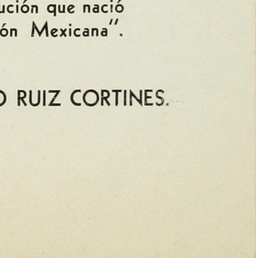 ución que nació
ón Mexicana".
O RUIZ CORTINES.